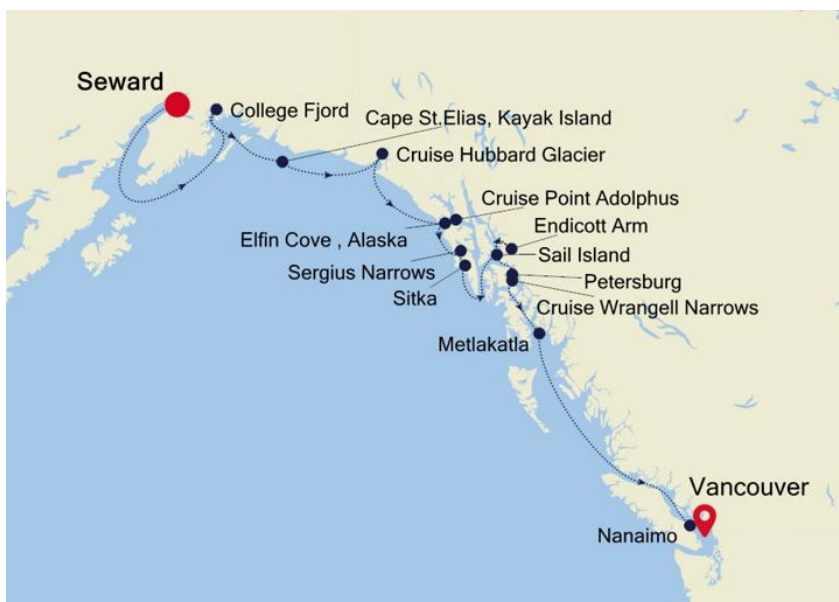 Seward
College Fjord
Cape St.Elias, Kayak Island
Cruise Hubbard Glacier
Cruise Point Adolphus
Elfin Cove , Alaska
Endicott Arm
Sail Island
Sergius Narrows
Petersburg
Sitka
Cruise Wrangell Narrows
Metlakatla
Vancouver
Nanaimo